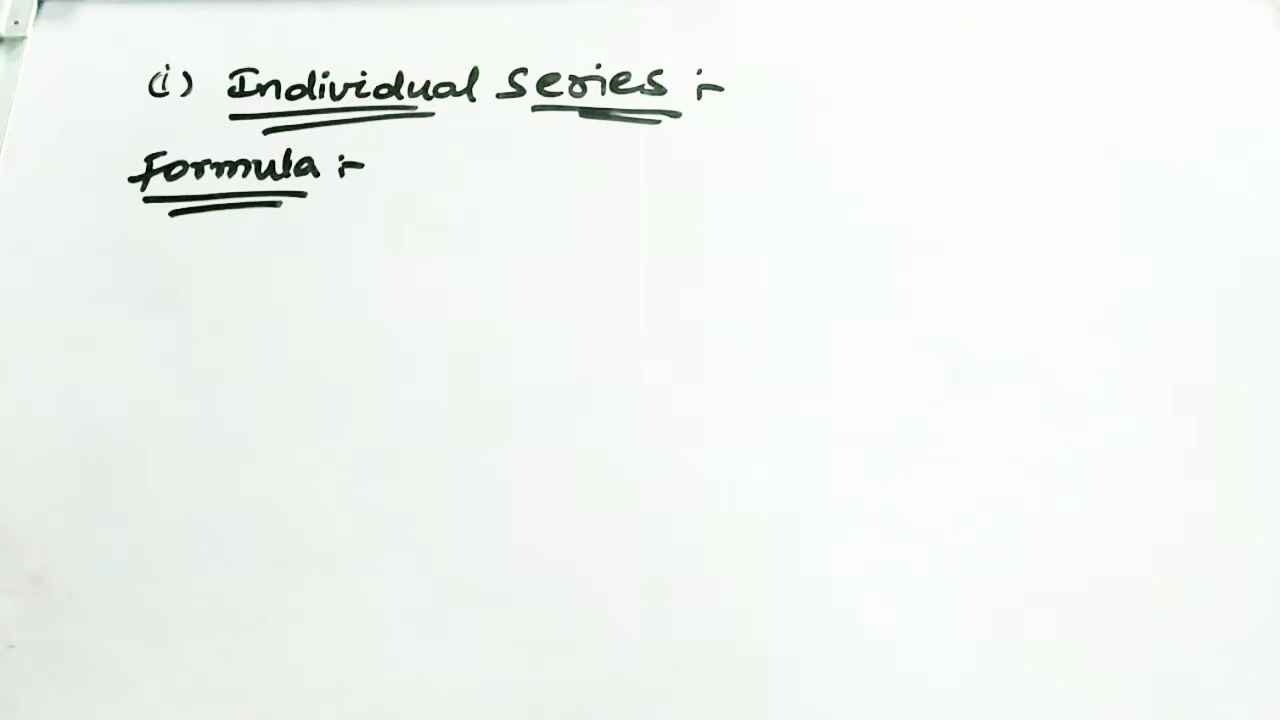 (i) Individual Series :-
Formula :-